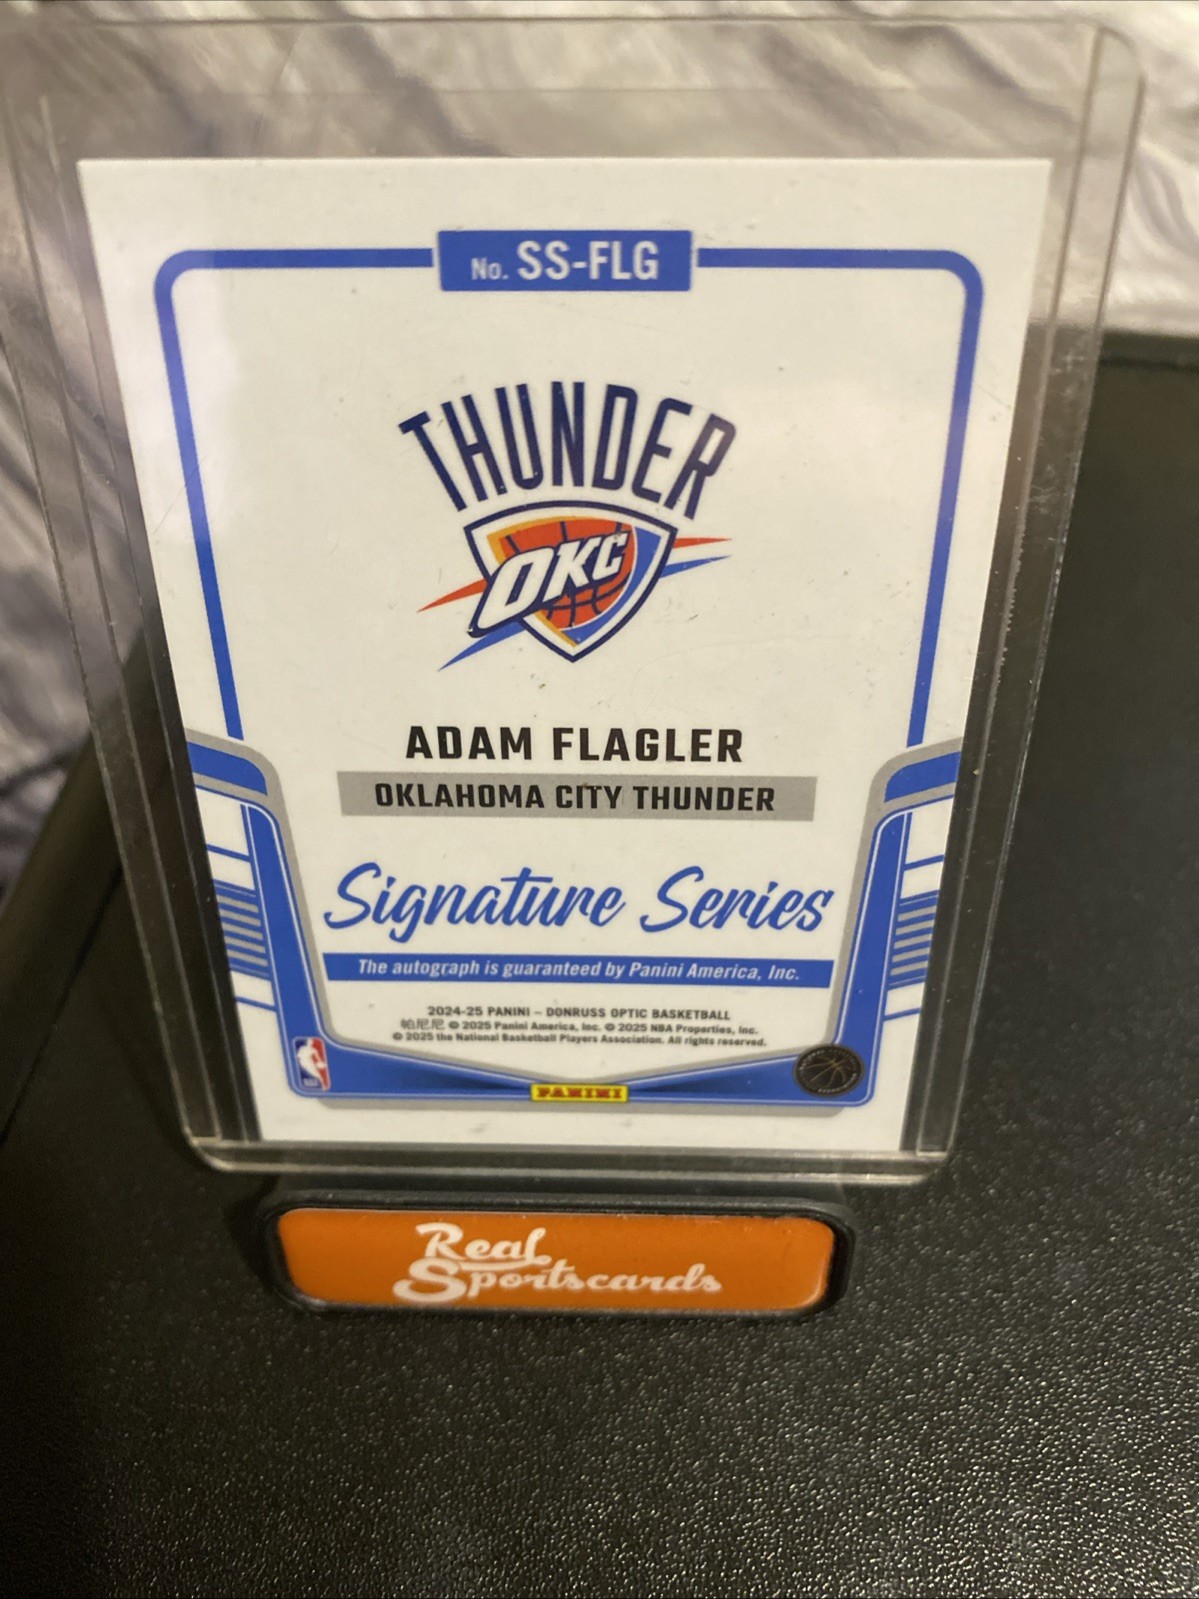 No. SS-FLG
THUNDER
OKC
ADAM FLAGLER
OKLAHOMA CITY THUNDER
Signature Series
The autograph is guaranteed by Panini America, Inc.
2024-25 PANINI – DONRUSS OPTIC BASKETBALL
帕尼尼 © 2025 Panini America, Inc. © 2025 NBA Properties, Inc.
© 2025 the National Basketball Players Association. All rights reserved.
PANINI
Real
Sportscards